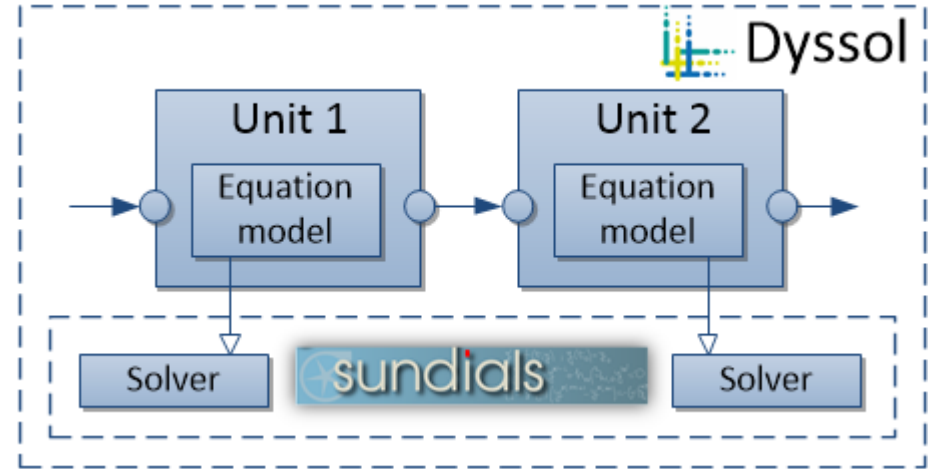 Dyssol
Unit 1
Unit 2
Equation
model
Equation
model
Solver
sundials
Solver